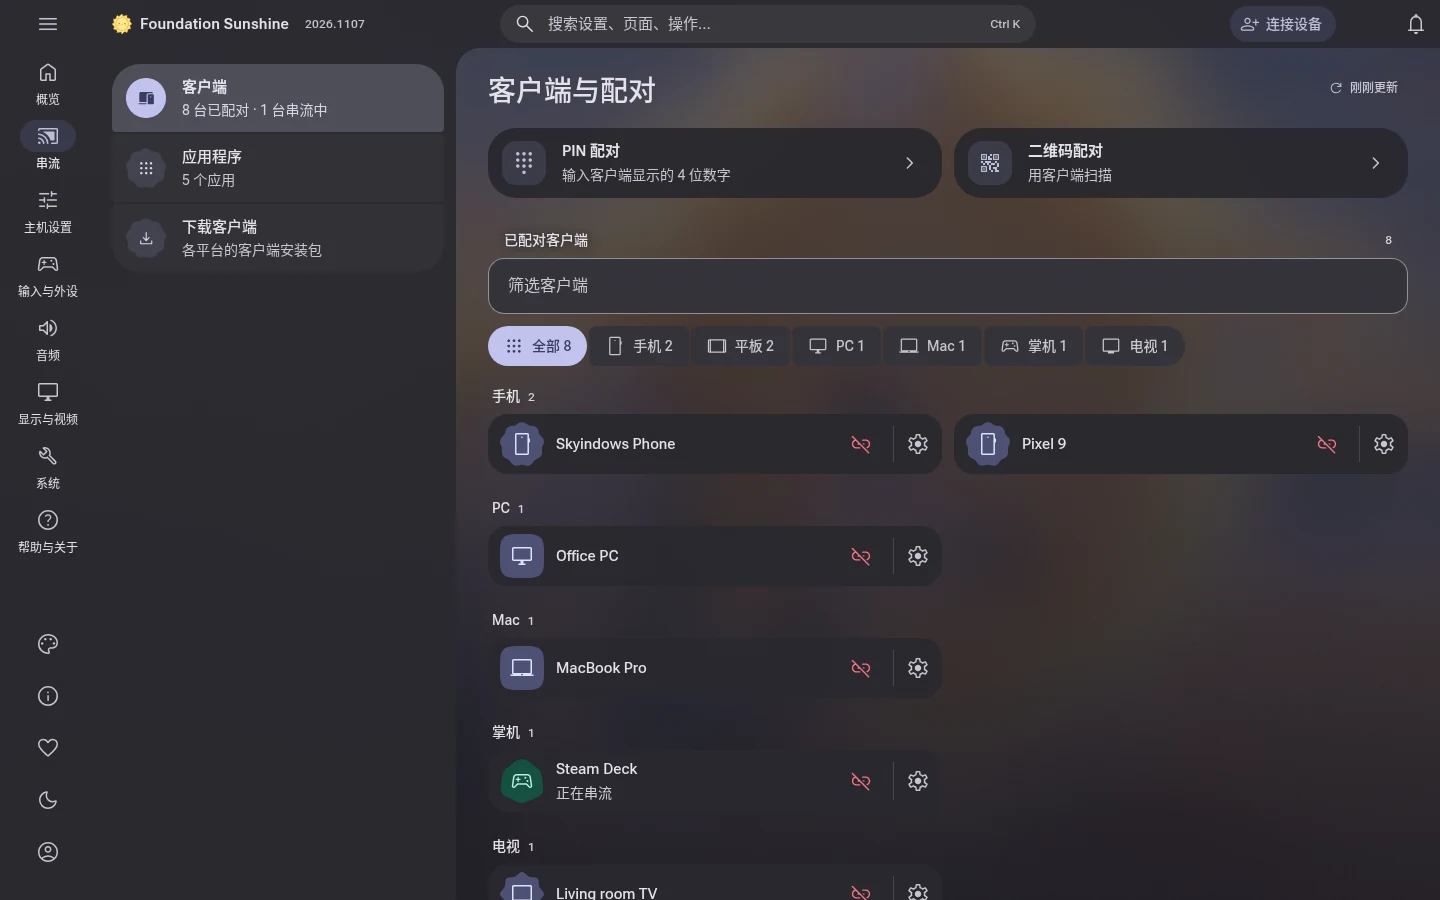 Foundation Sunshine
2026.1107
搜索设置、页面、操作...
Ctrl K
连接设备
概览
串流
主机设置
输入与外设
音频
显示与视频
系统
帮助与关于
客户端
8 台已配对 · 1 台串流中
应用程序
5 个应用
下载客户端
各平台的客户端安装包
客户端与配对
刚刚更新
PIN 配对
输入客户端显示的 4 位数字
二维码配对
用客户端扫描
已配对客户端
8
筛选客户端
全部 8
手机 2
平板 2
PC 1
Mac 1
掌机 1
电视 1
手机 2
Skyindows Phone
Pixel 9
PC 1
Office PC
Mac 1
MacBook Pro
掌机 1
Steam Deck
正在串流
电视 1
Living room TV